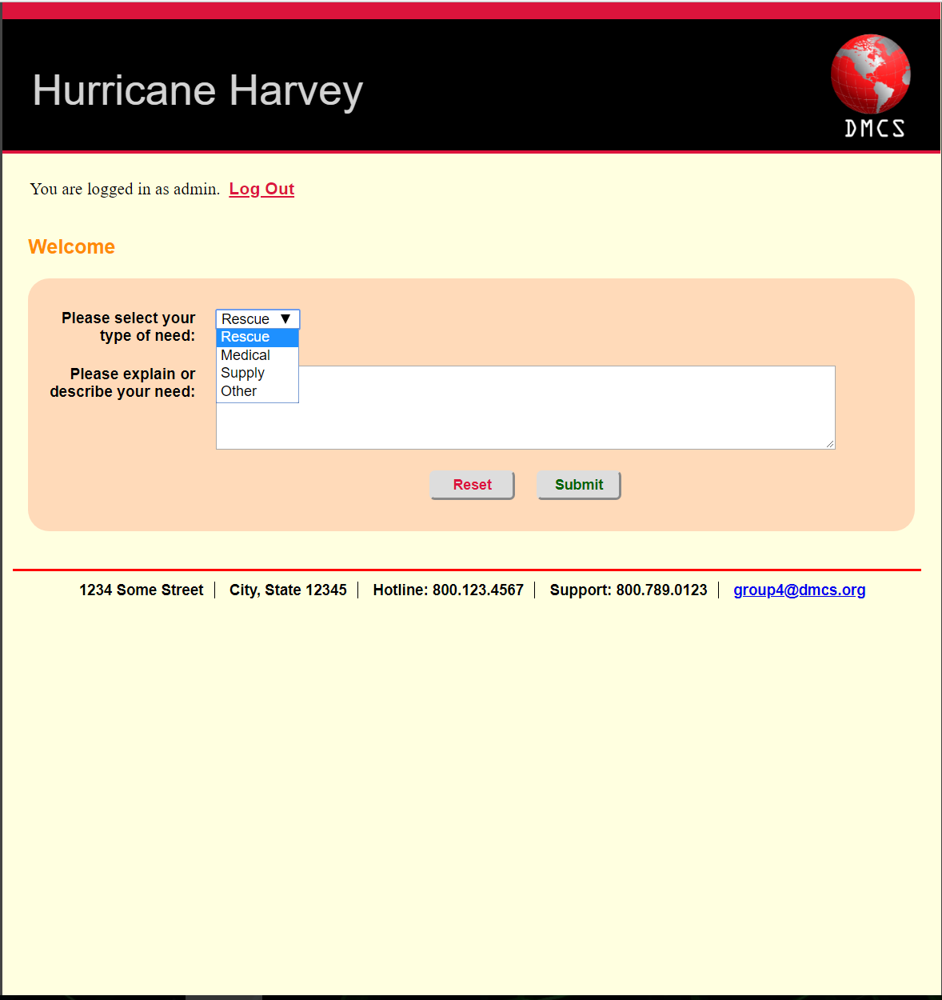 Hurricane Harvey
DMCS
You are logged in as admin. Log Out
Welcome
Please select your
type of need:
Rescue ▼
Rescue
Medical
Supply
Other
Please explain or
describe your need:
Reset Submit
1234 Some Street | City, State 12345 | Hotline: 800.123.4567 | Support: 800.789.0123 | group4@dmcs.org